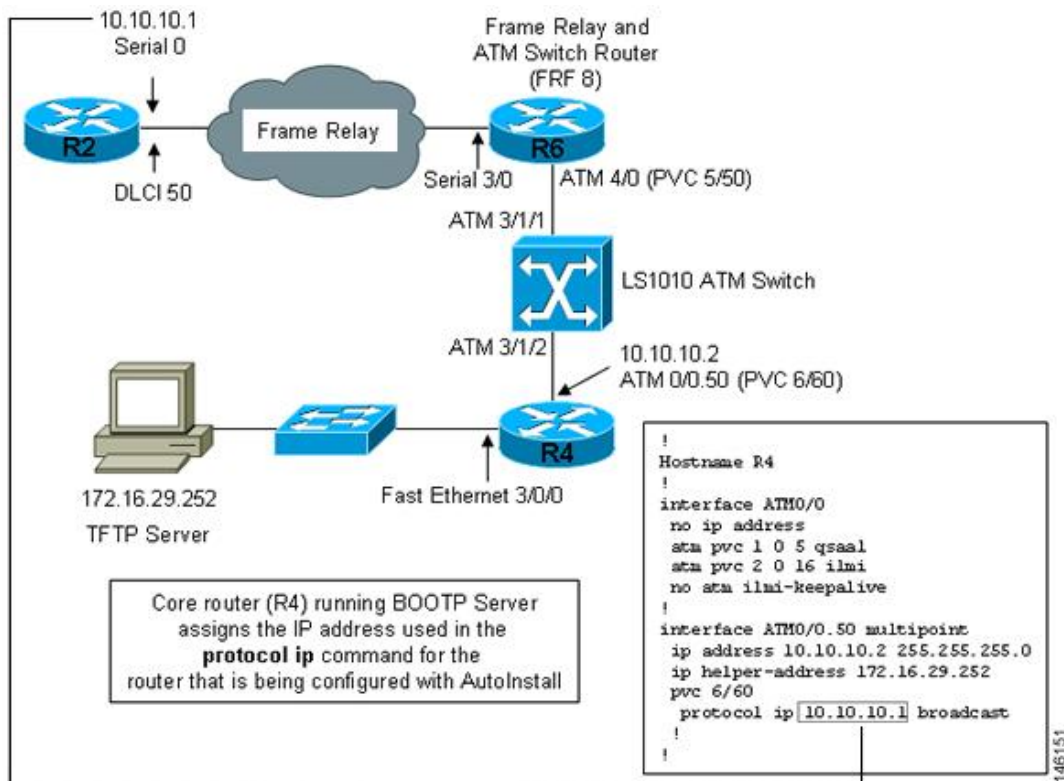 10.10.10.1
Serial 0
Frame Relay and
ATM Switch Router
(FRF 8)
R2
Frame Relay
R6
DLCI 50
Serial 3/0
ATM 4/0 (PVC 5/50)
ATM 3/1/1
LS1010 ATM Switch
ATM 3/1/2
10.10.10.2
ATM 0/0.50 (PVC 6/60)
R4
172.16.29.252
TFTP Server
Fast Ethernet 3/0/0
Core router (R4) running BOOTP Server
assigns the IP address used in the
protocol ip command for the
router that is being configured with AutoInstall
!
Hostname R4
!
interface ATM0/0
no ip address
atm pvc 1 0 5 qsaal
atm pvc 2 0 16 ilmi
no atm ilmi-keepalive
!
interface ATM0/0.50 multipoint
ip address 10.10.10.2 255.255.255.0
ip helper-address 172.16.29.252
pvc 6/60
protocol ip 10.10.10.1 broadcast
!
!
146151